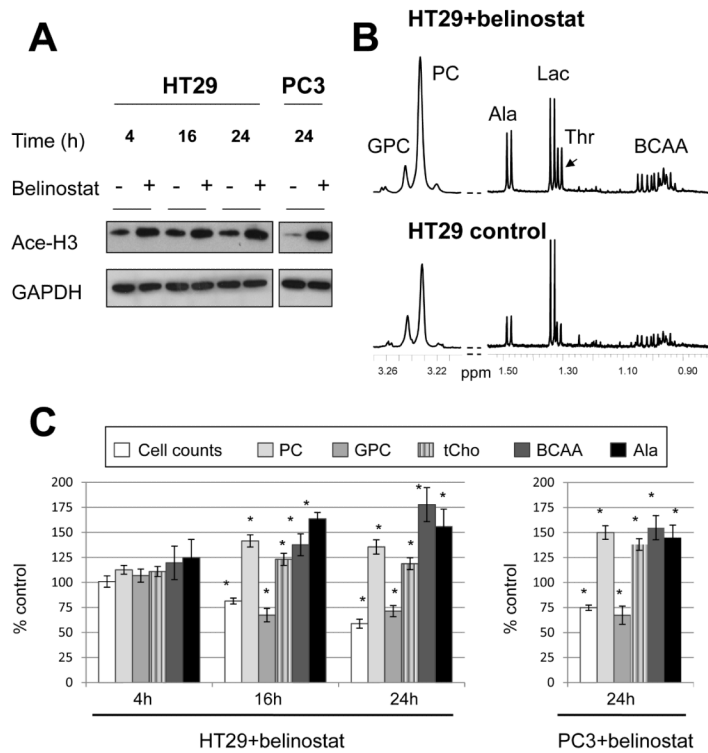 A
HT29 PC3
Time (h) 4 16 24 24
Belinostat - + - + - + - +
Ace-H3
GAPDH
B
HT29+belinostat
PC
GPC
Ala
Lac
Thr
BCAA
HT29 control
3.26 3.22 ppm 1.50 1.30 1.10 0.90
C
Cell counts PC GPC tCho BCAA Ala
% control
200
175
150
125
100
75
50
25
0
* * * * * * * * * * * *
4h 16h 24h
HT29+belinostat
% control
200
175
150
125
100
75
50
25
0
* * * * * *
24h
PC3+belinostat